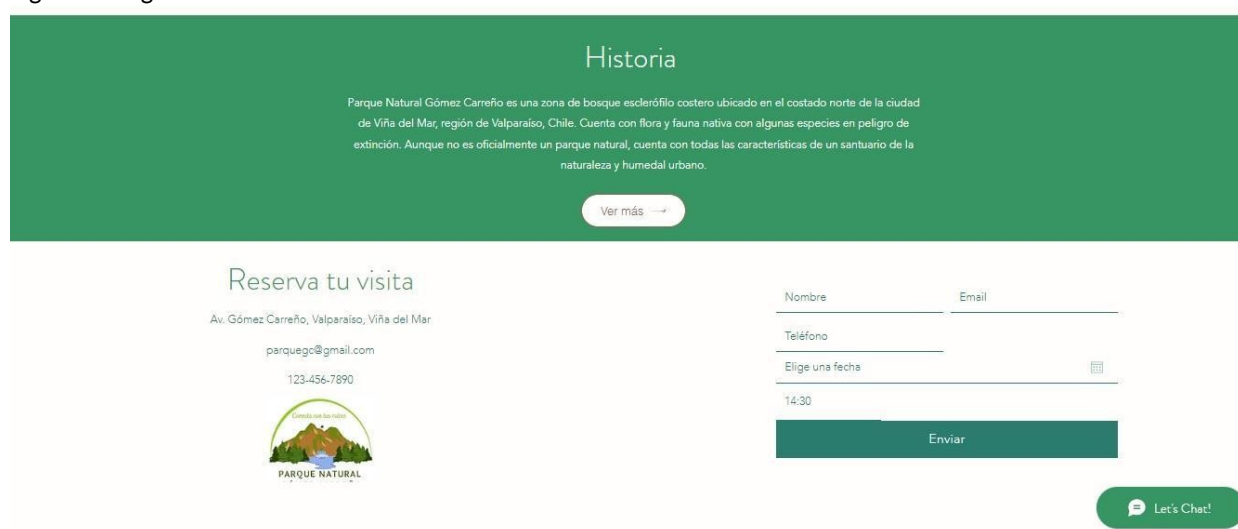 Historia
Parque Natural Gómez Carreño es una zona de bosque esclerófilo costero ubicado en el costado norte de la ciudad
de Viña del Mar, región de Valparaíso, Chile. Cuenta con flora y fauna nativa con algunas especies en peligro de
extinción. Aunque no es oficialmente un parque natural, cuenta con todas las características de un santuario de la
naturaleza y humedal urbano.
Ver más →
Reserva tu visita
Av. Gómez Carreño, Valparaíso, Viña del Mar
parquegc@gmail.com
123-456-7890
PARQUE NATURAL
Nombre Email
Teléfono
Elige una fecha
14:30
Enviar
Let's Chat!